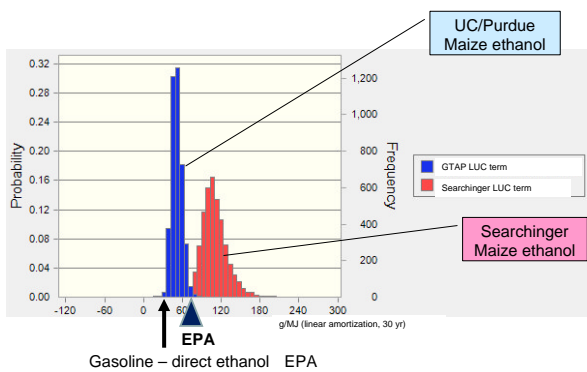 UC/Purdue
Maize ethanol
0.32
0.28
0.24
0.20
0.16
0.12
0.08
0.04
0.00
Probability
1,200
1,000
800
600
400
200
0
Frequency
GTAP LUC term
Searchinger LUC term
Searchinger
Maize ethanol
-120 -60 0 60 120 180 240 300
g/MJ (linear amortization, 30 yr)
EPA
Gasoline – direct ethanol EPA